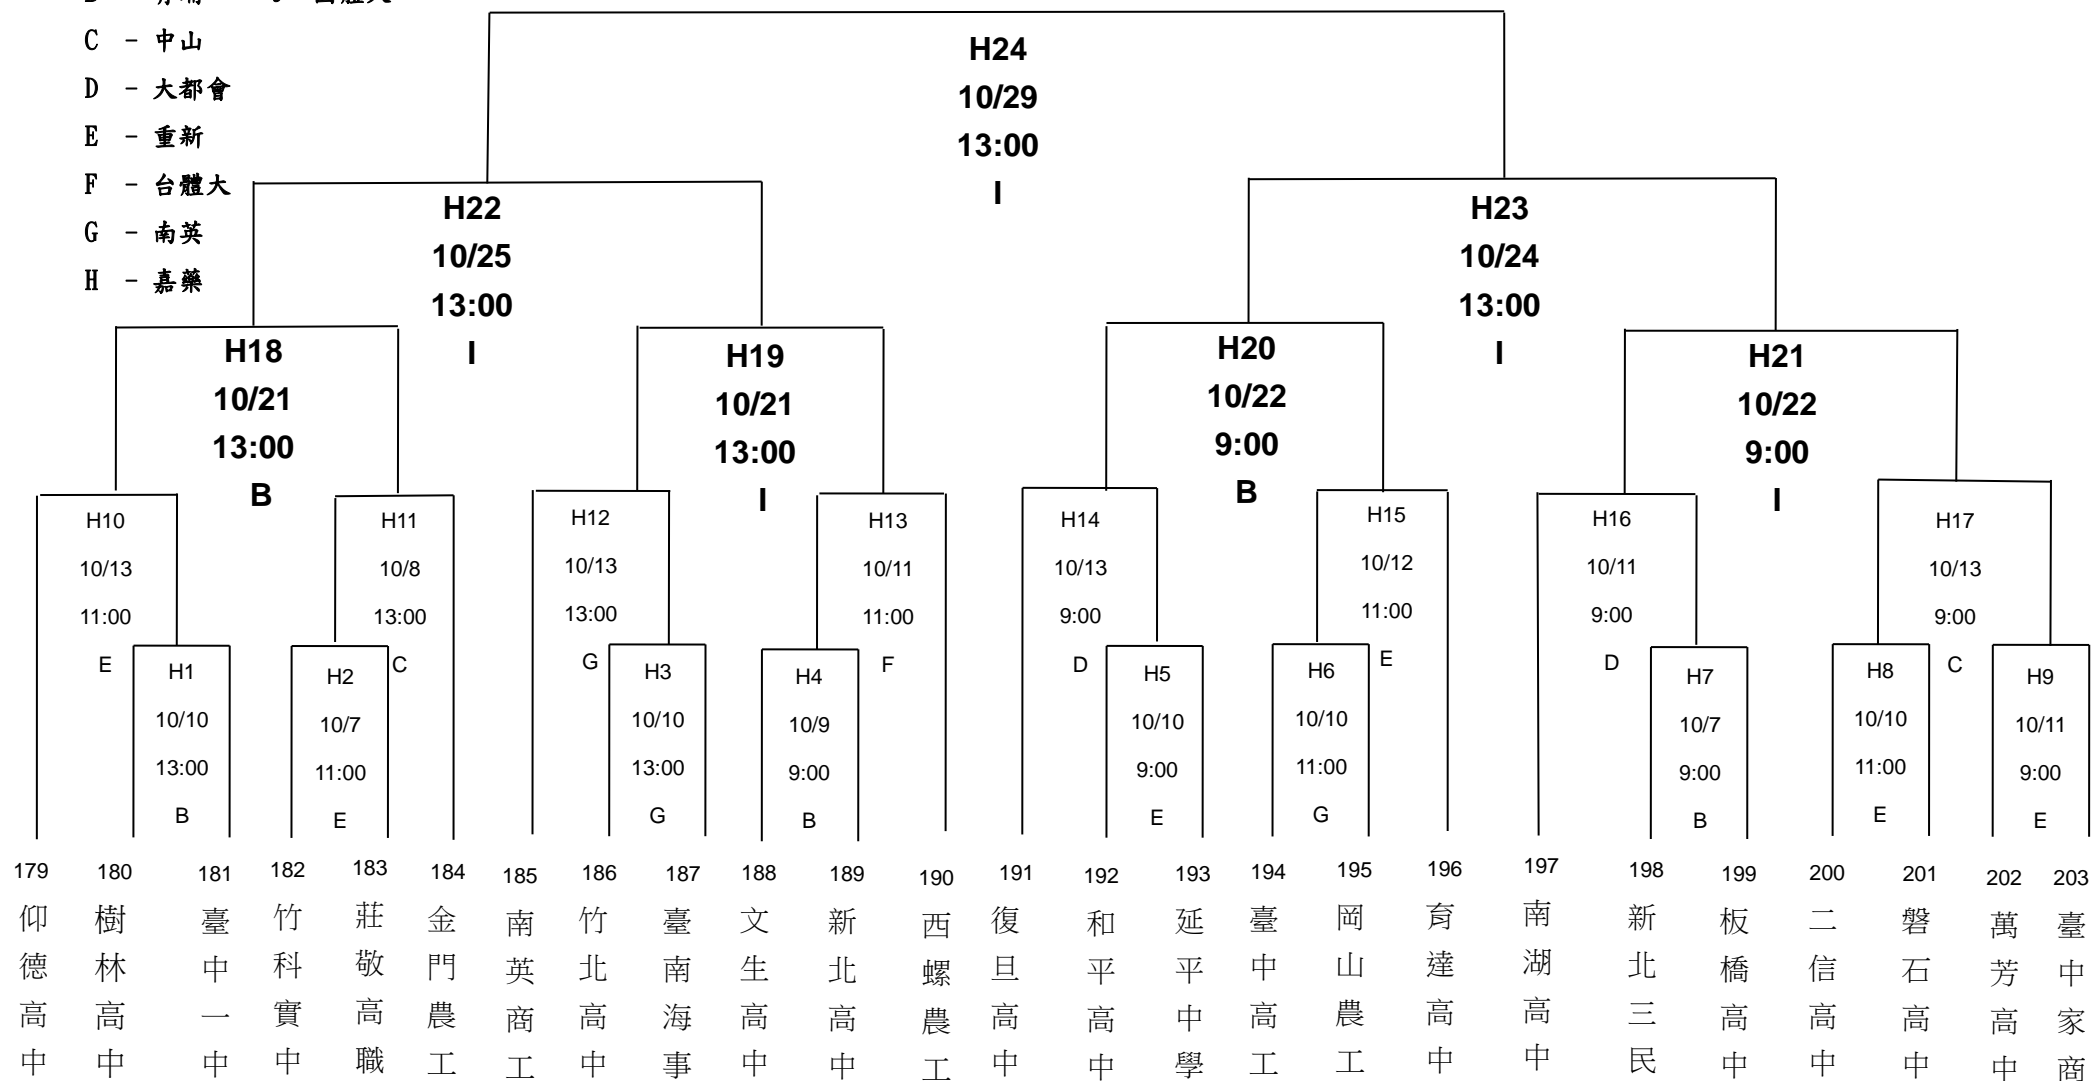 C - 中山
D - 大都會
E - 重新
F - 台體大
G - 南英
H - 嘉藥
H24
10/29
13:00
I
H22
10/25
13:00
I
H23
10/24
13:00
I
H18
10/21
13:00
B
H19
10/21
13:00
I
H20
10/22
9:00
B
H21
10/22
9:00
I
H10
10/13
11:00
E
H11
10/8
13:00
C
H12
10/13
13:00
G
H13
10/11
11:00
F
H14
10/13
9:00
D
H15
10/12
11:00
E
H16
10/11
9:00
D
H17
10/13
9:00
C
H1
10/10
13:00
B
H2
10/7
11:00
E
H3
10/10
13:00
G
H4
10/9
9:00
B
H5
10/10
9:00
E
H6
10/10
11:00
G
H7
10/7
9:00
B
H8
10/10
11:00
E
H9
10/11
9:00
E
179
仰德高中
180
樹林高中
181
臺中一中
182
竹科實中
183
莊敬高職
184
金門農工
185
南英商工
186
竹北高中
187
臺南海事
188
文生高中
189
新北高中
190
西螺農工
191
復旦高中
192
和平高中
193
延平中學
194
臺中高工
195
岡山農工
196
育達高中
197
南湖高中
198
新北三民
199
板橋高中
200
二信高中
201
磐石高中
202
萬芳高中
203
臺中家商